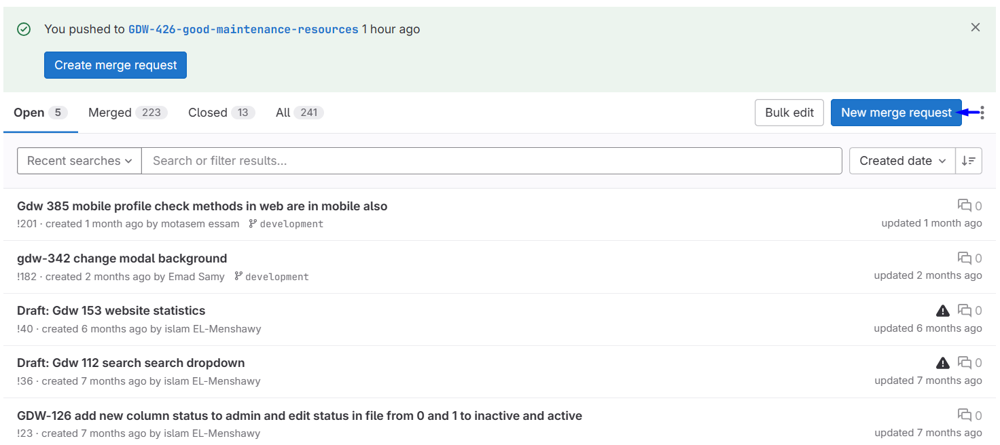 You pushed to GDW-426-good-maintenance-resources 1 hour ago
Create merge request
Open 5 Merged 223 Closed 13 All 241 Bulk edit New merge request
Recent searches Search or filter results... Created date
Gdw 385 mobile profile check methods in web are in mobile also 0
!201 · created 1 month ago by motasem essam development updated 1 month ago
gdw-342 change modal background 0
!182 · created 2 months ago by Emad Samy development updated 2 months ago
Draft: Gdw 153 website statistics 0
!40 · created 6 months ago by islam EL-Menshawy updated 6 months ago
Draft: Gdw 112 search search dropdown 0
!36 · created 7 months ago by islam EL-Menshawy updated 7 months ago
GDW-126 add new column status to admin and edit status in file from 0 and 1 to inactive and active 0
!23 · created 7 months ago by islam EL-Menshawy updated 7 months ago